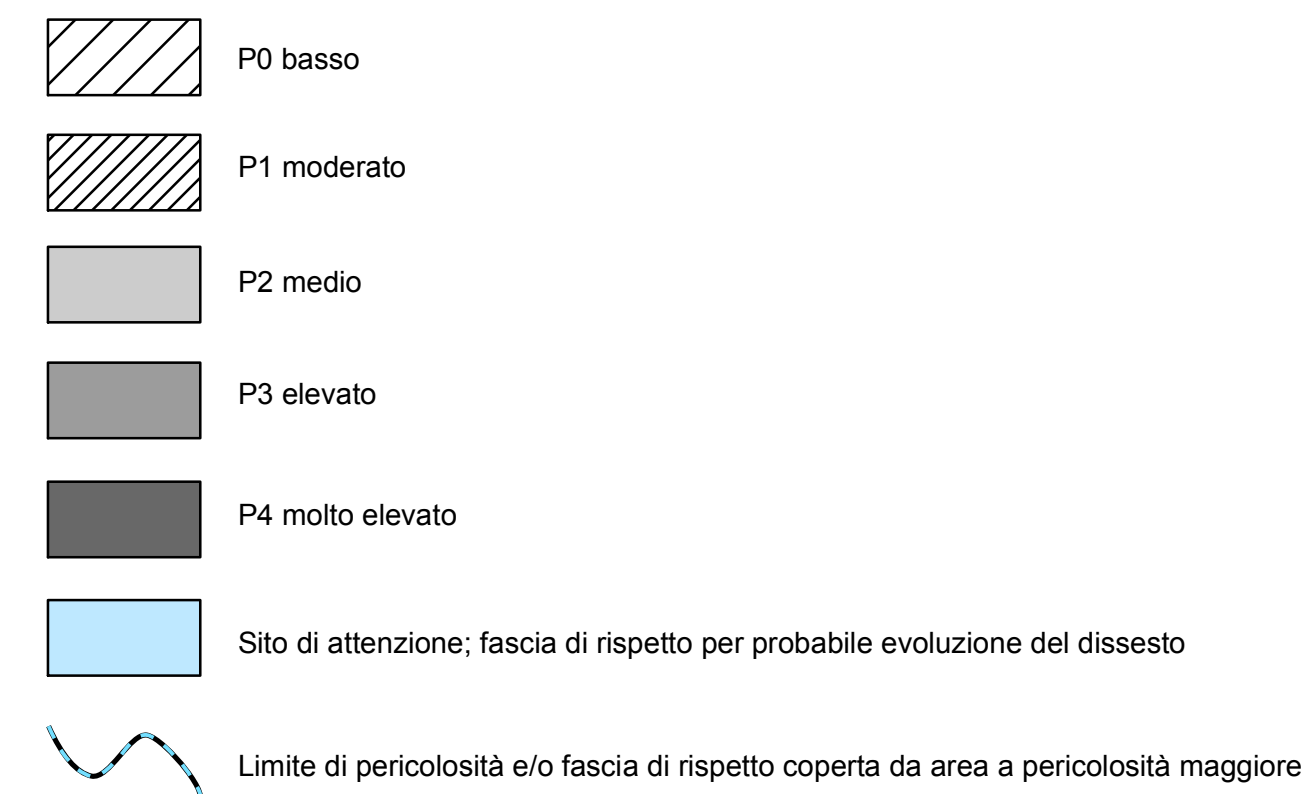 P0 basso
P1 moderato
P2 medio
P3 elevato
P4 molto elevato
Sito di attenzione; fascia di rispetto per probabile evoluzione del dissesto
Limite di pericolosità e/o fascia di rispetto coperta da area a pericolosità maggiore